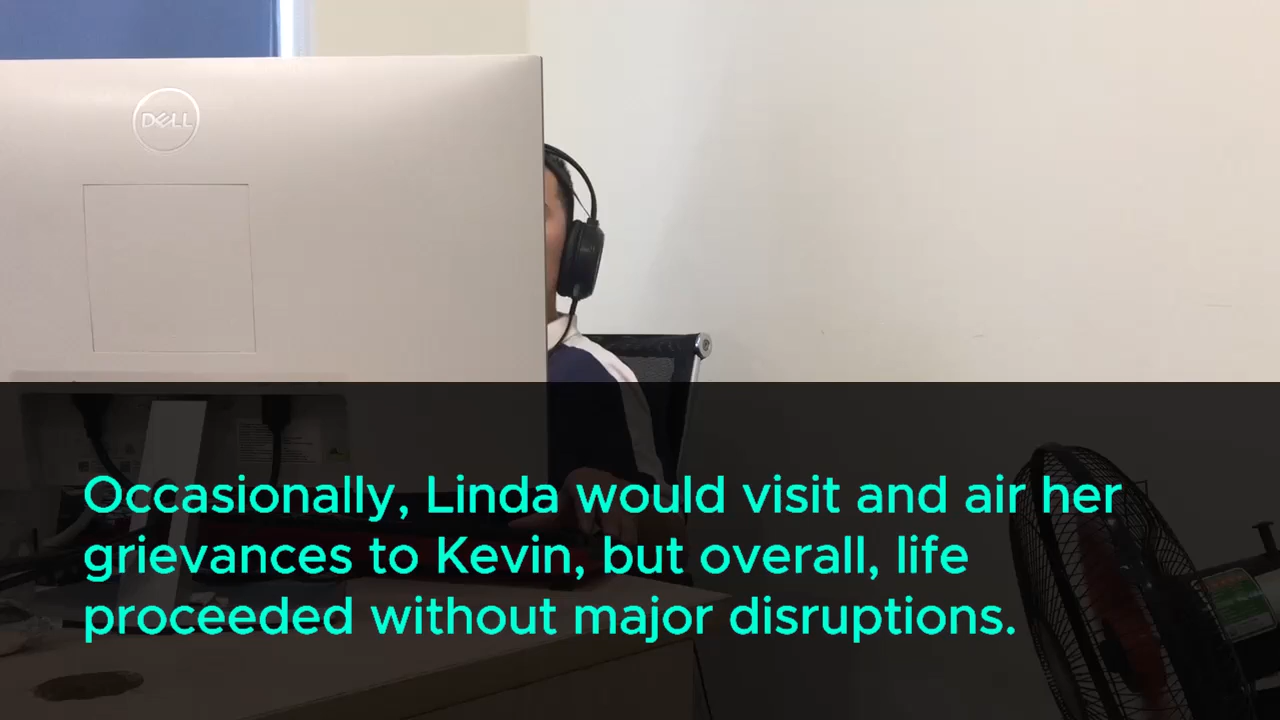 DELL
Occasionally, Linda would visit and air her
grievances to Kevin, but overall, life
proceeded without major disruptions.